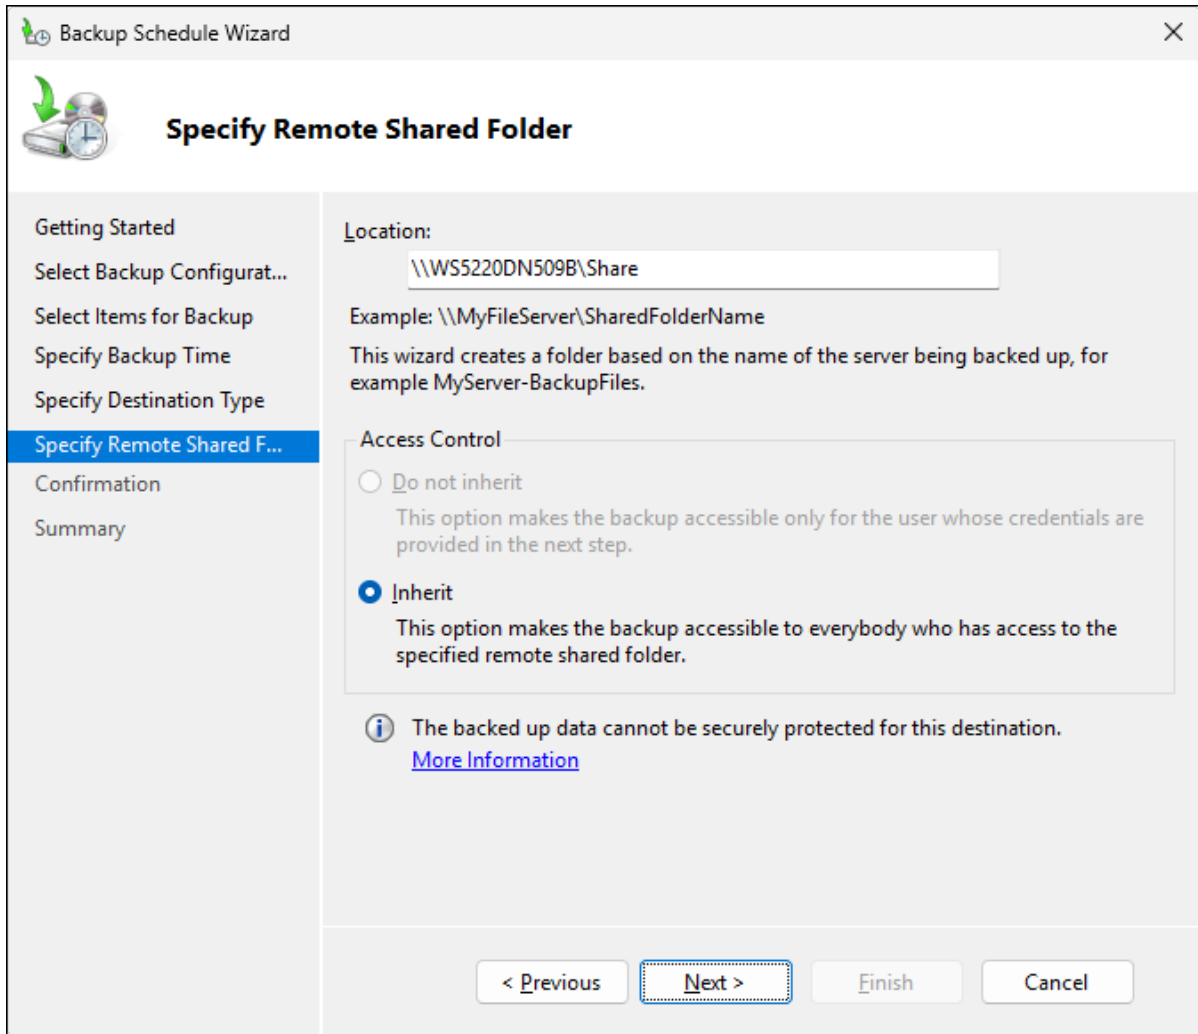 Backup Schedule Wizard
Specify Remote Shared Folder
Getting Started
Select Backup Configurat...
Select Items for Backup
Specify Backup Time
Specify Destination Type
Specify Remote Shared F...
Confirmation
Summary
Location:
\\WS5220DN509B\Share
Example: \\MyFileServer\SharedFolderName
This wizard creates a folder based on the name of the server being backed up, for
example MyServer-BackupFiles.
Access Control
Do not inherit
This option makes the backup accessible only for the user whose credentials are
provided in the next step.
Inherit
This option makes the backup accessible to everybody who has access to the
specified remote shared folder.
The backed up data cannot be securely protected for this destination.
More Information
< Previous
Next >
Finish
Cancel